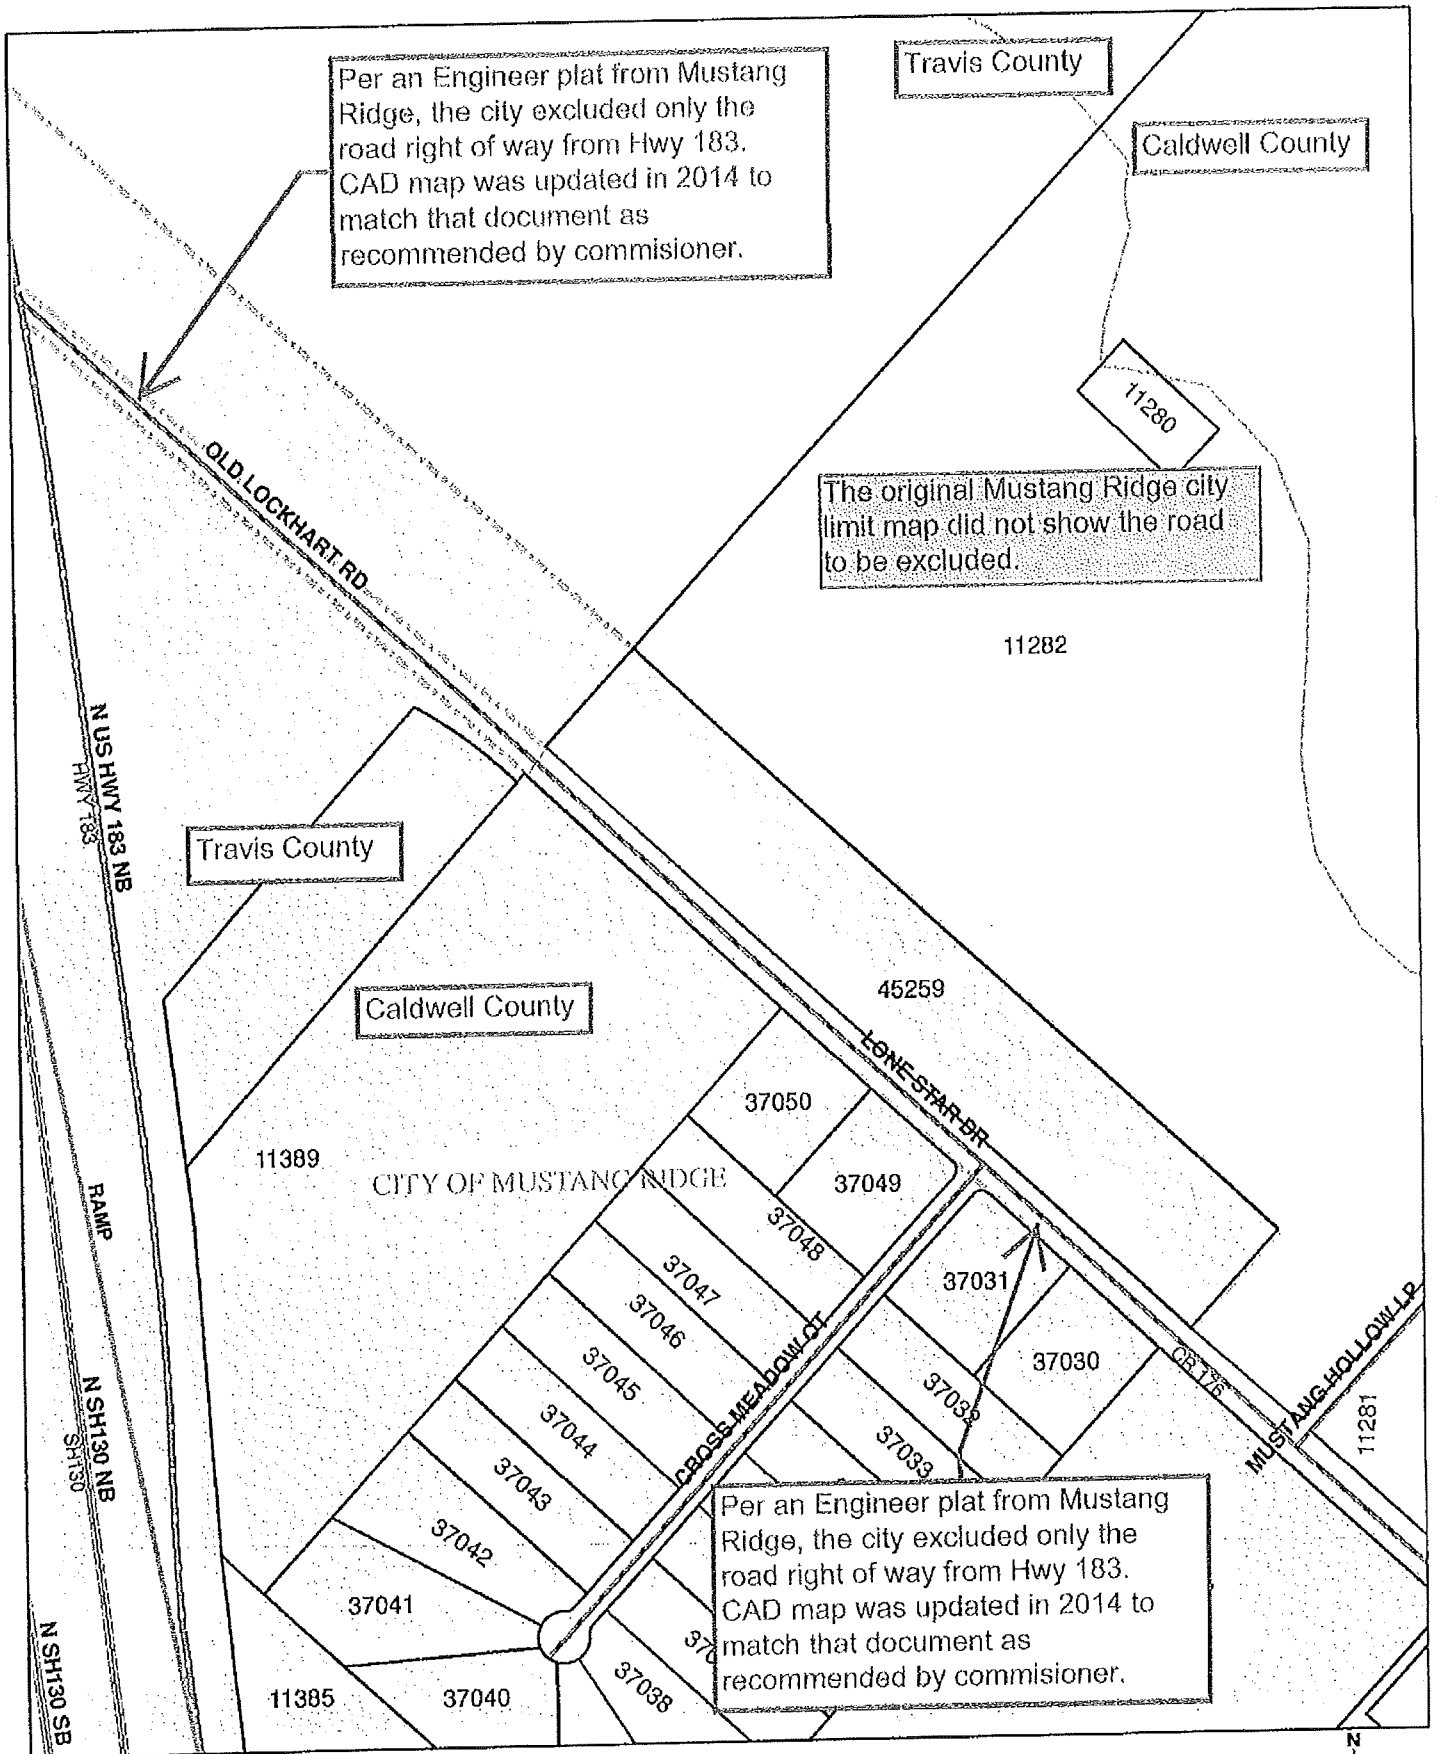 Per an Engineer plat from Mustang
Ridge, the city excluded only the
road right of way from Hwy 183.
CAD map was updated in 2014 to
match that document as
recommended by commisioner.
Travis County
Caldwell County
11280
The original Mustang Ridge city
limit map did not show the road
to be excluded.
11282
OLD LOCKHART RD
N US HWY 183 NB
HWY 183
Travis County
Caldwell County
45259
LONE STAR DR
37050
37049
11389
CITY OF MUSTANG RIDGE
37048
37047
37046
37045
37044
37043
37042
37041
37040
37038
11385
37031
37030
37032
37033
CROSS MEADOW CT
CR 176
MUSTANG HOLLOW LP
11281
RAMP
N SH130 NB
SH130
N SH130 SB
Per an Engineer plat from Mustang
Ridge, the city excluded only the
road right of way from Hwy 183.
CAD map was updated in 2014 to
match that document as
recommended by commisioner.
N